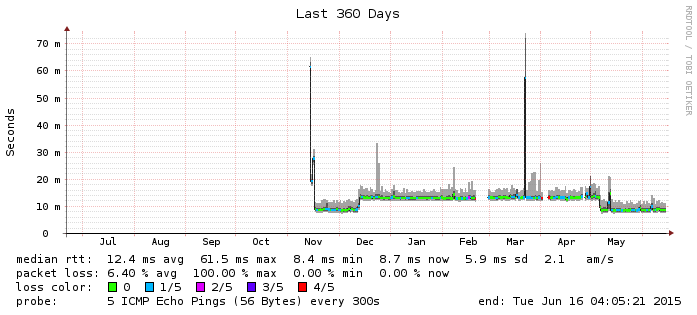 Last 360 Days
RRDTOOL / TOBI OETIKER
Seconds
70 m
60 m
50 m
40 m
30 m
20 m
10 m
0
Jul Aug Sep Oct Nov Dec Jan Feb Mar Apr May
median rtt: 12.4 ms avg 61.5 ms max 8.4 ms min 8.7 ms now 5.9 ms sd 2.1 am/s
packet loss: 6.40 % avg 100.00 % max 0.00 % min 0.00 % now
loss color: 0 1/5 2/5 3/5 4/5
probe: 5 ICMP Echo Pings (56 Bytes) every 300s end: Tue Jun 16 04:05:21 2015